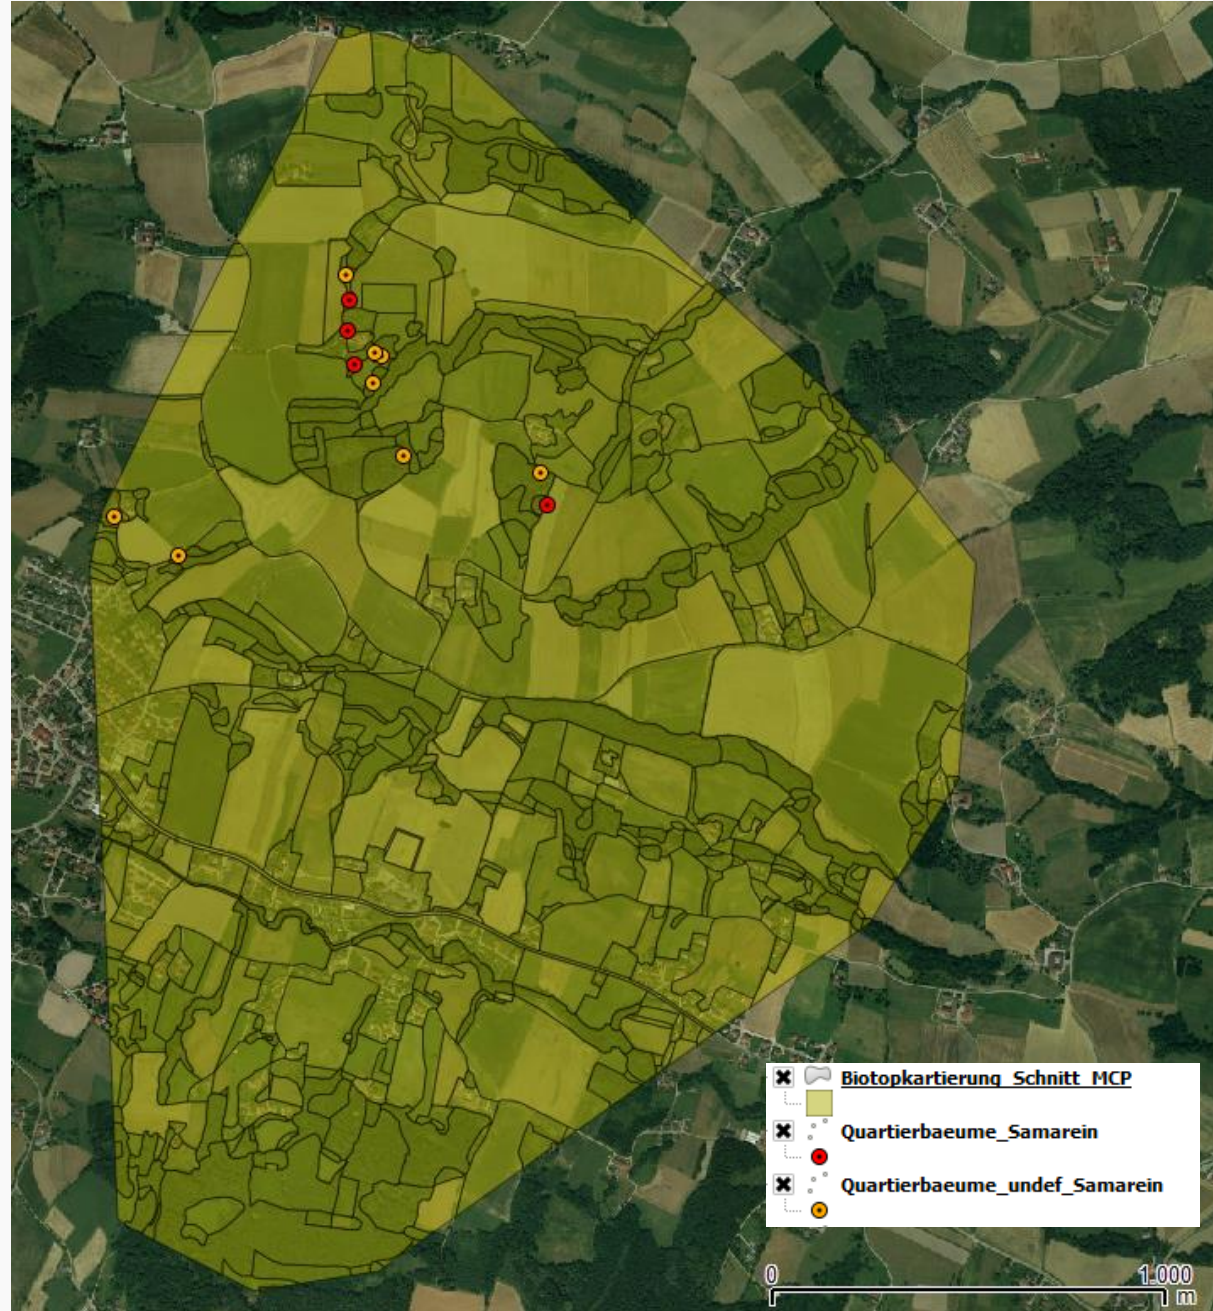 Biotopkartierung_Schnitt_MCP
Quartierbaeume_Samarein
Quartierbaeume_undef_Samarein
0 1.000
m